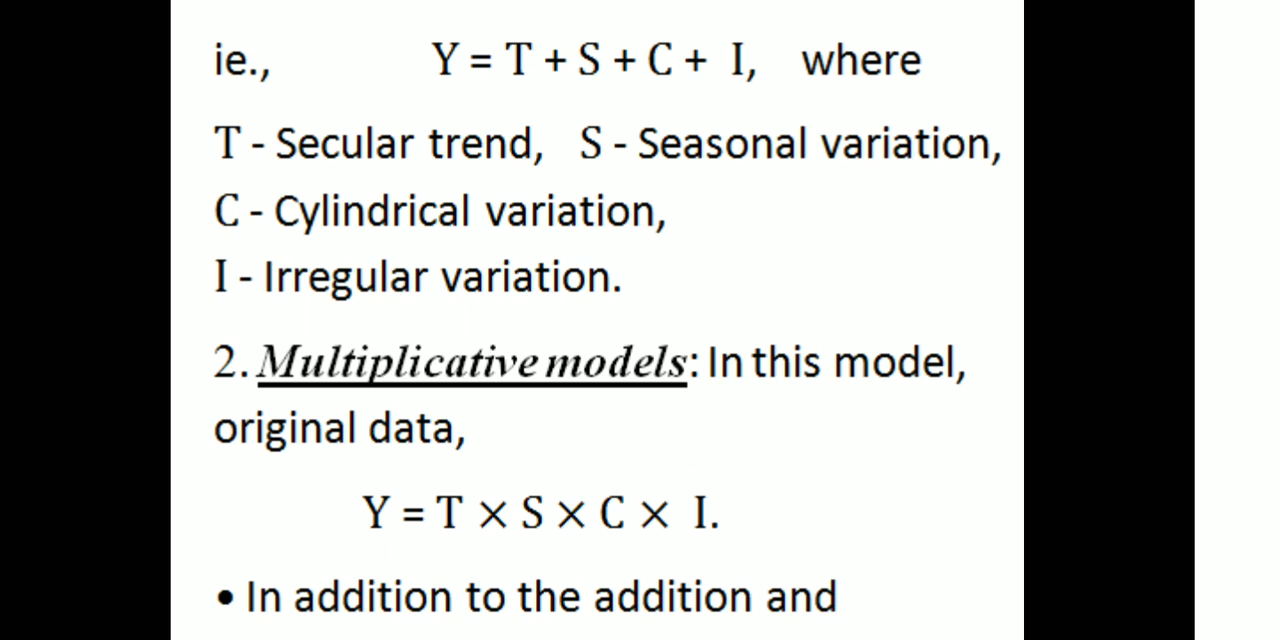 ie., Y = T + S + C + I, where
T - Secular trend, S - Seasonal variation,
C - Cylindrical variation,
I - Irregular variation.
2. Multiplicative models: In this model,
original data,
Y = T × S × C × I.
• In addition to the addition and